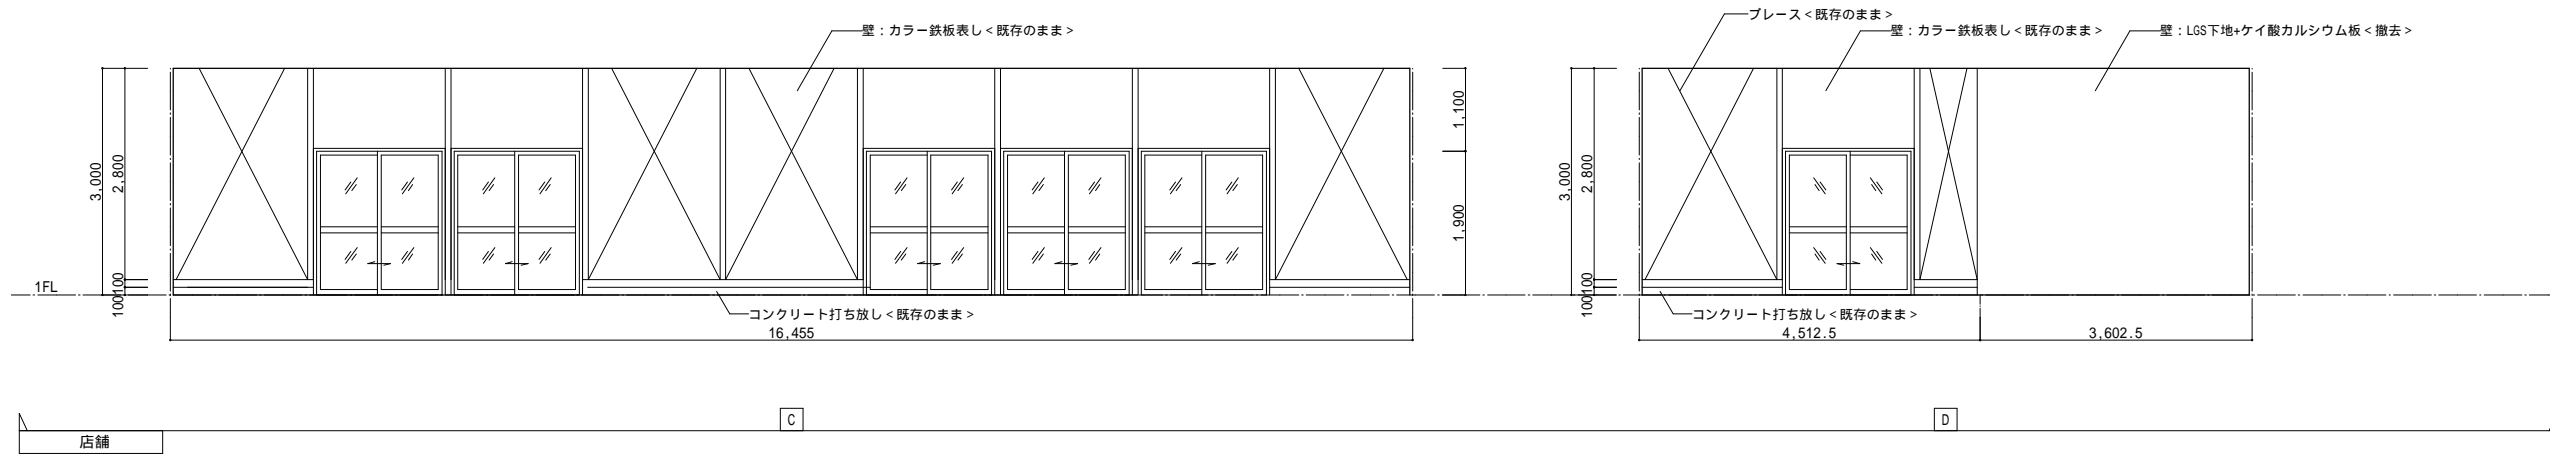 ブレース<既存のまま>
壁：カラー鉄板表し<既存のまま>
壁：カラー鉄板表し<既存のまま>
壁：LGS下地+ケイ酸カルシウム板<撤去>
3,000
2,800
100
100
1FL
1,100
1,900
3,000
2,800
100
100
コンクリート打ち放し<既存のまま>
コンクリート打ち放し<既存のまま>
16,455
4,512.5
3,602.5
C
D
店舗